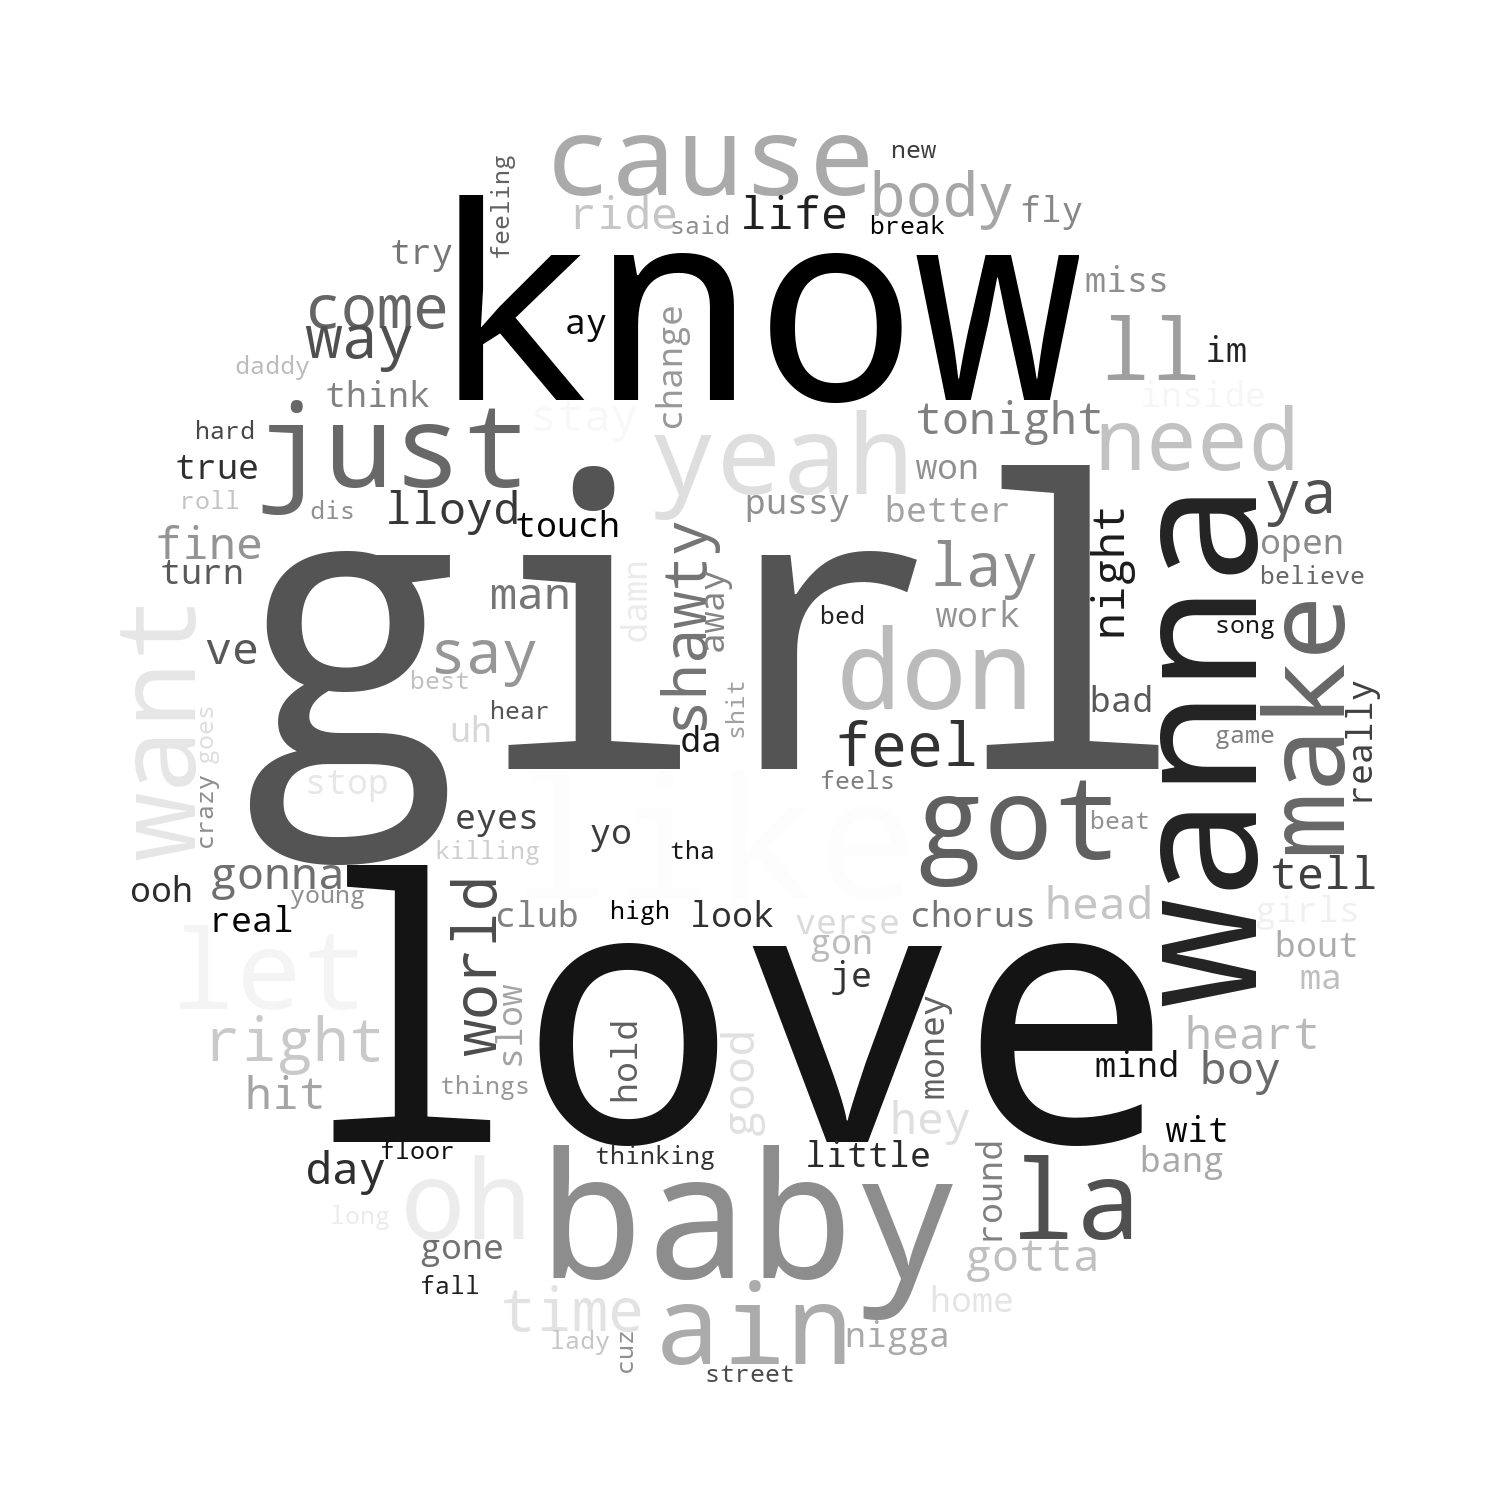 cause
new
feeling
ride
said
life
body
break
fly
know
try
miss
come
way
ay
change
ll
im
daddy
think
stay
inside
hard
just
yeah
tonight
need
true
won
roll
dis
lloyd
touch
pussy
better
wanna
ya
fine
turn
girl
man
damn
shawty
away
lay
night
open
believe
want
ve
say
bed
work
song
make
best
don
hear
uh
shit
bad
really
goes
da
feel
game
crazy
stop
like
feels
got
beat
eyes
killing
yo
tha
gonna
young
tell
ooh
real
world
club
high
look
verse
chorus
head
girls
gon
bout
let
love
je
ma
slow
right
hold
good
money
heart
hit
things
mind
boy
hey
wit
floor
day
thinking
little
round
bang
oh
baby
la
long
gone
gotta
fall
time
ain
home
lady
cuz
nigga
street